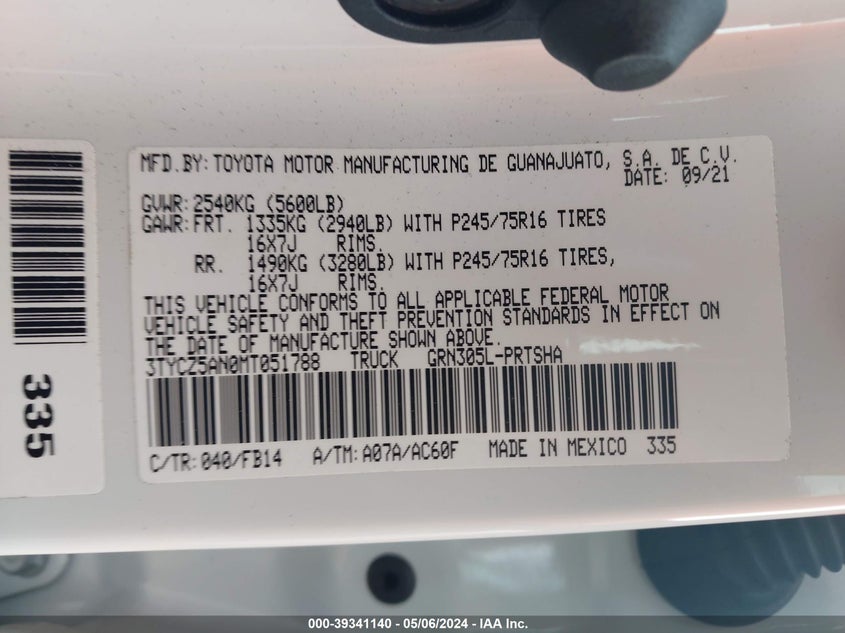 MFD.BY:TOYOTA MOTOR MANUFACTURING DE GUANAJUATO, S.A. DE C.V.
DATE: 09/21
GVWR:2540KG (5600LB)
GAWR:FRT. 1335KG (2940LB) WITH P245/75R16 TIRES
16X7J RIMS.
RR. 1490KG (3280LB) WITH P245/75R16 TIRES,
16X7J RIMS.
THIS VEHICLE CONFORMS TO ALL APPLICABLE FEDERAL MOTOR
VEHICLE SAFETY AND THEFT PREVENTION STANDARDS IN EFFECT ON
THE DATE OF MANUFACTURE SHOWN ABOVE.
3TYCZ5AN0MT051788 TRUCK GRN305L-PRTSHA
C/TR:040/FB14 A/TM:A07A/AC60F MADE IN MEXICO 335
335
000-39341140 - 05/06/2024 - IAA Inc.